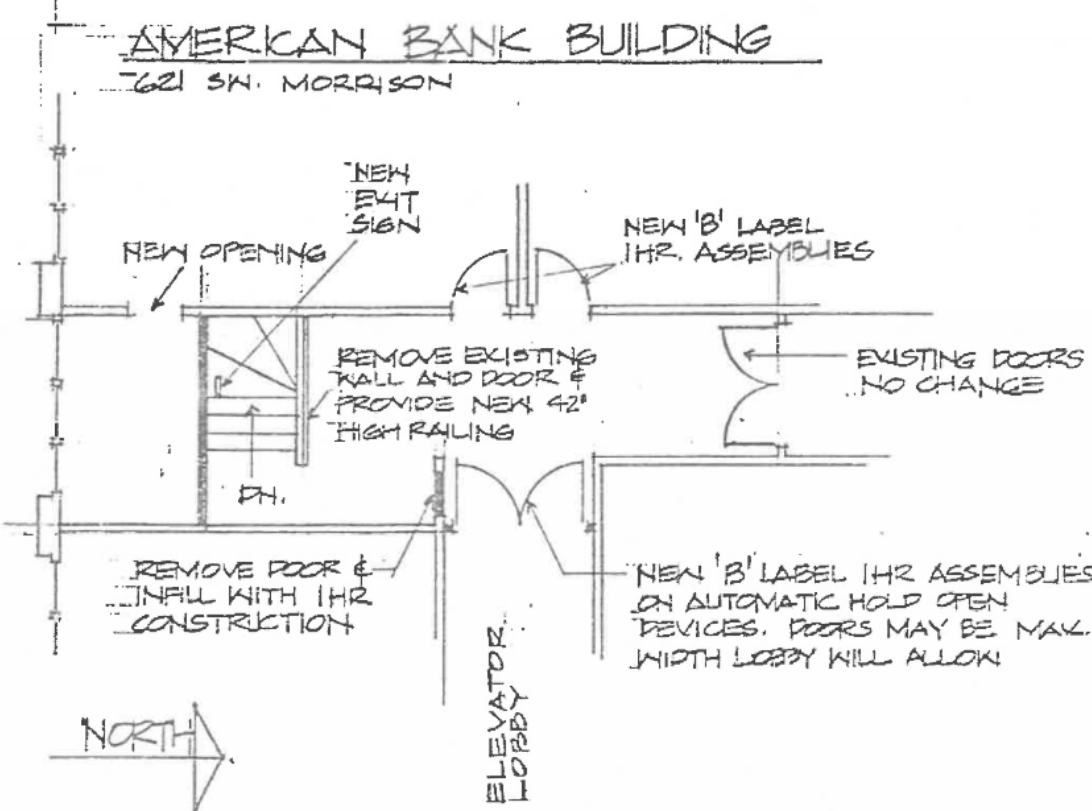 AMERICAN BANK BUILDING
621 SW. MORRISON
NEW
EXIT
SIGN
NEW OPENING
NEW 'B' LABEL
1HR. ASSEMBLIES
REMOVE EXISTING
WALL AND DOOR &
PROVIDE NEW 42"
HIGH RAILING
EXISTING DOORS
NO CHANGE
DN.
REMOVE DOOR &
INFILL WITH 1HR
CONSTRUCTION
NEW 'B' LABEL 1HR ASSEMBLIES
ON AUTOMATIC HOLD OPEN
DEVICES. DOORS MAY BE MAX.
WIDTH LOBBY WILL ALLOW
ELEVATOR
LOBBY
NORTH